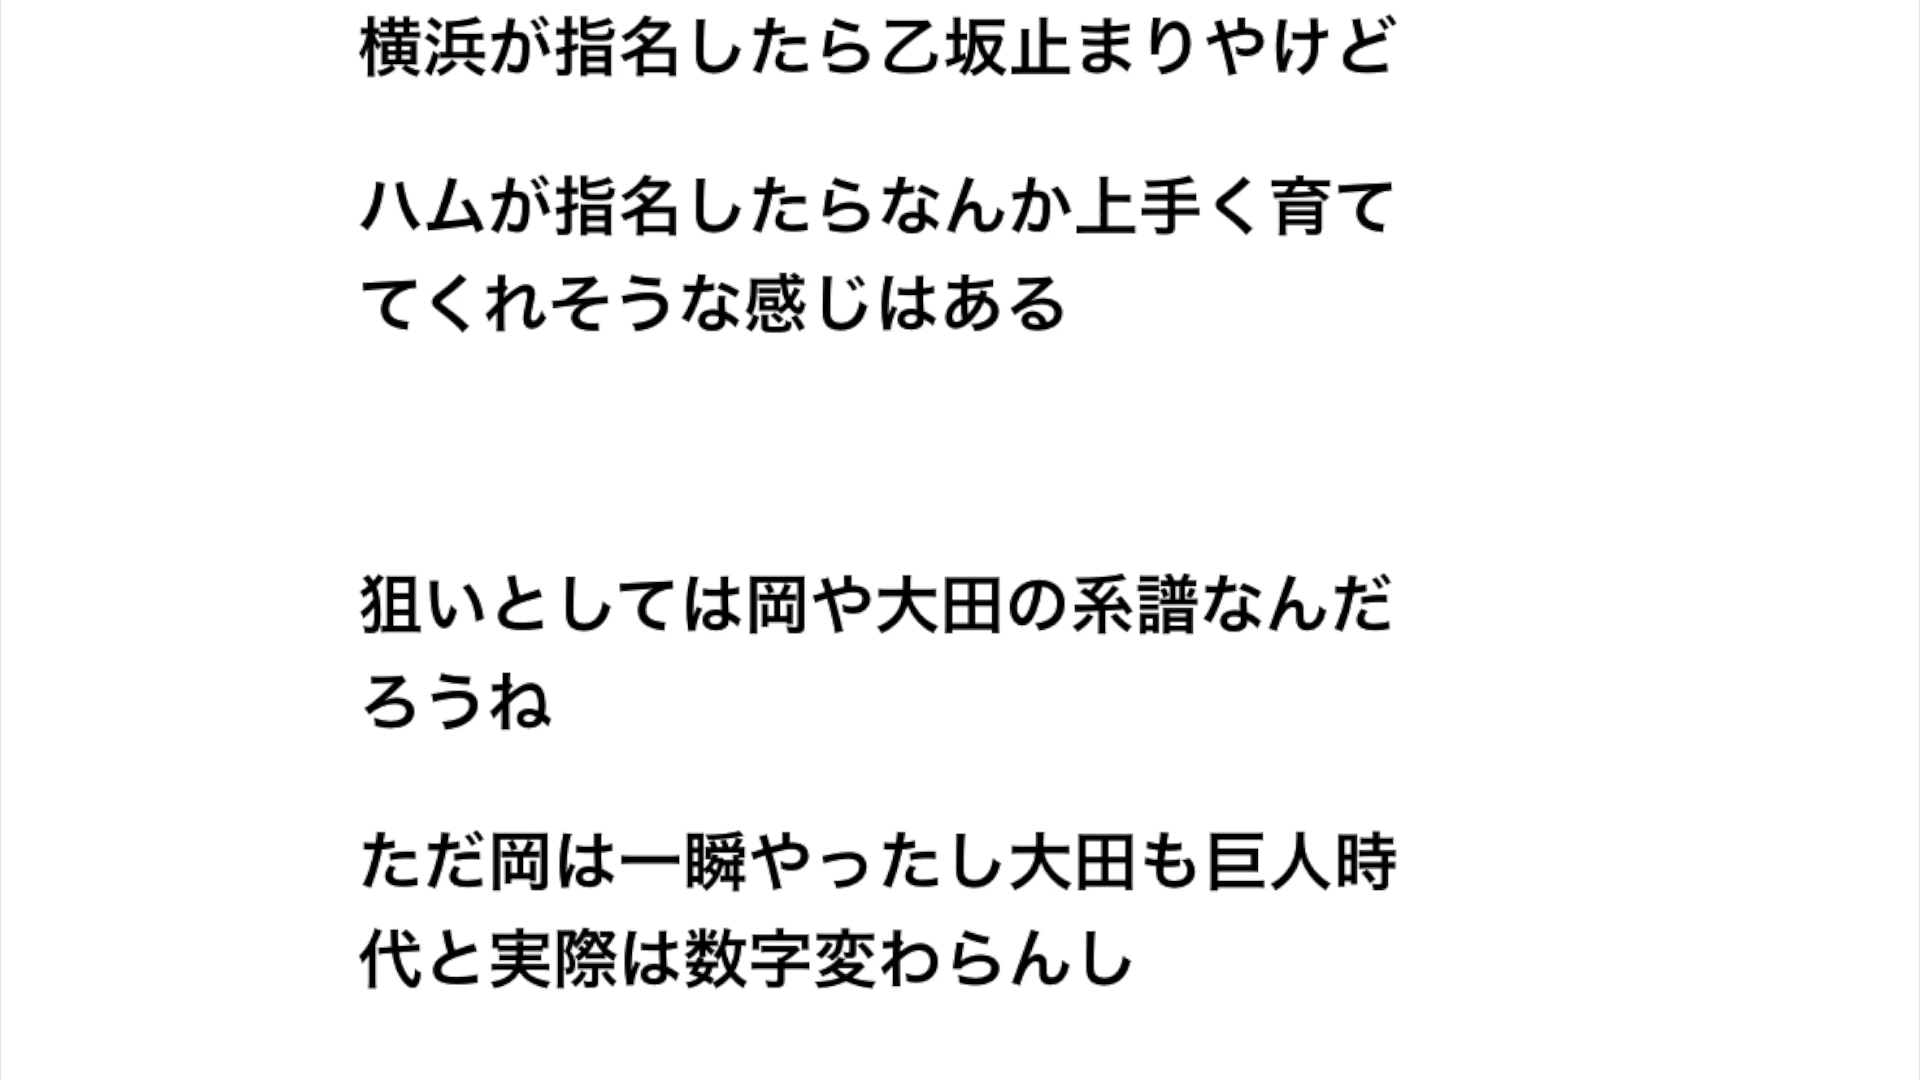 横浜が指名したら乙坂止まりやけど
ハムが指名したらなんか上手く育て
てくれそうな感じはある
狙いとしては岡や大田の系譜なんだ
ろうね
ただ岡は一瞬やったし大田も巨人時
代と実際は数字変わらんし